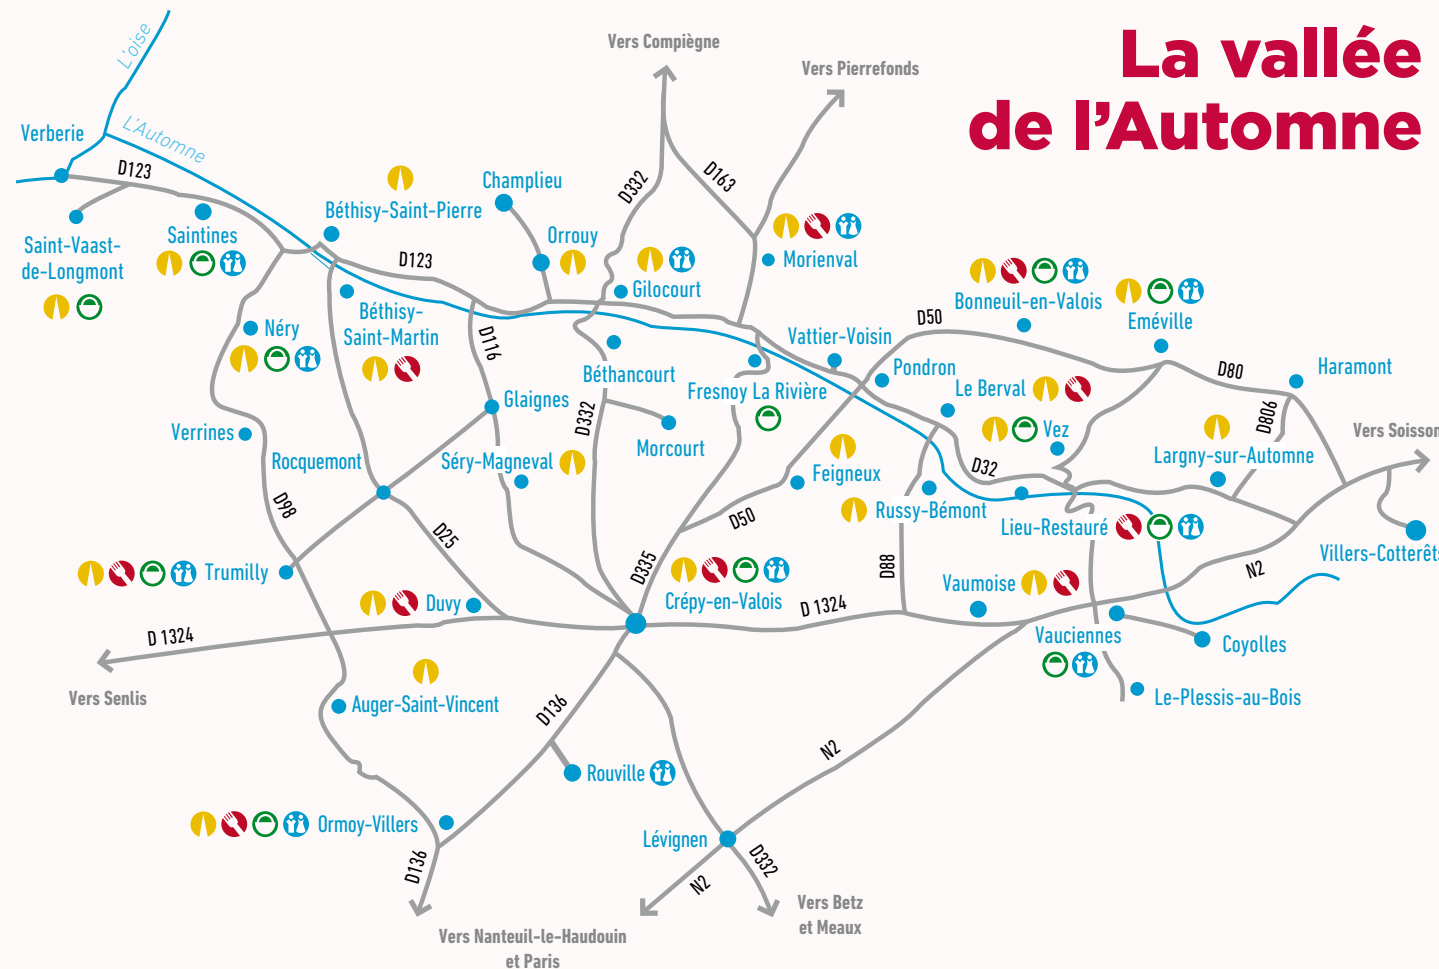 La vallée
de l'Automne
L'oise
Vers Compiègne
Vers Pierrefonds
Verberie
L'Automne
D123
Béthisy-Saint-Pierre
Champlieu
D332
D163
Saint-Vaast-
de-Longmont
Saintines
Orrouy
D123
Gilocourt
Morienval
Bonneuil-en-Valois
Eméville
Néry
Béthisy-
Saint-Martin
D116
Béthancourt
Vattier-Voisin
D50
Fresnoy La Rivière
Pondron
Le Berval
D80
Haramont
Glaignes
D332
D806
Verrines
Rocquemont
Séry-Magneval
Morcourt
Vez
Largny-sur-Automne
Vers Soisson
Feigneux
D32
D98
D25
D50
Russy-Bémont
Lieu-Restauré
Villers-Cotterêts
Trumilly
D335
D88
N2
Duvy
Crépy-en-Valois
D 1324
Vaumoise
D 1324
Vauciennes
Coyolles
Vers Senlis
Auger-Saint-Vincent
D136
Le-Plessis-au-Bois
Rouville
N2
Ormoy-Villers
Lévignen
D136
N2
D332
Vers Betz
et Meaux
Vers Nanteuil-le-Haudouin
et Paris